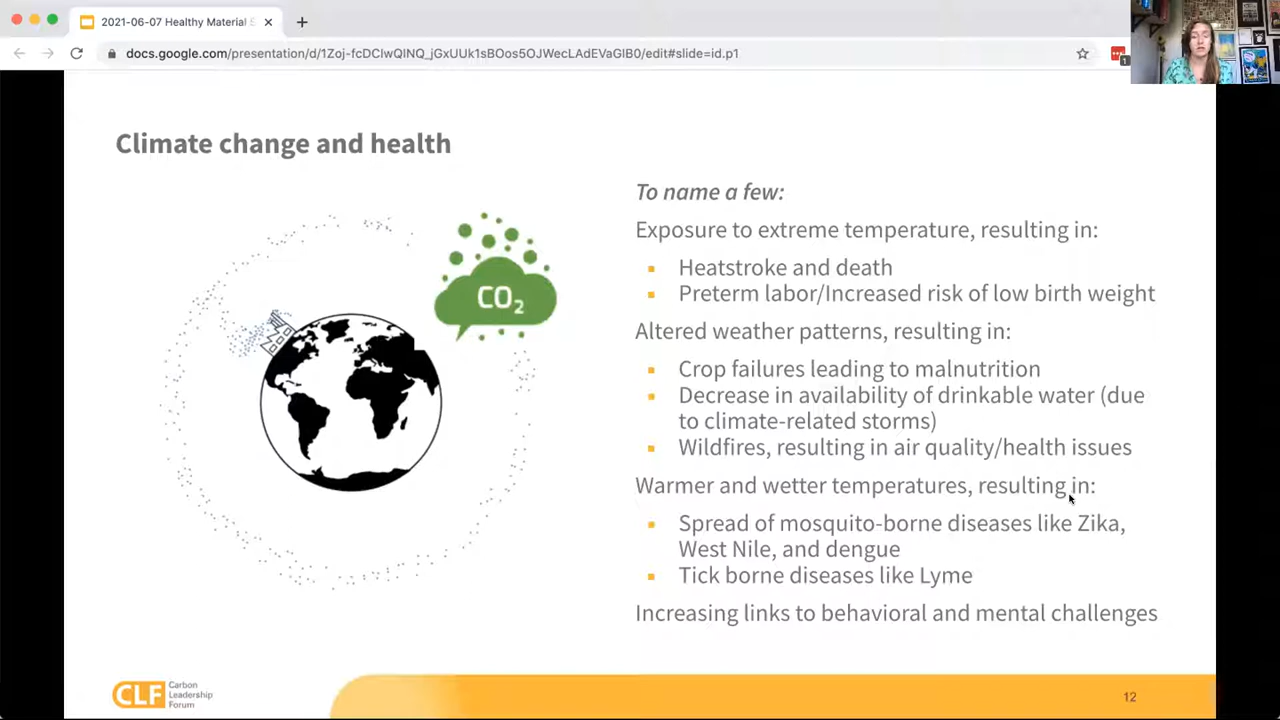 2021-06-07 Healthy Material S
docs.google.com/presentation/d/1Zoj-fcDCIwQINQ_jGxUUk1sBOos5OJWecLAdEVaGIB0/edit#slide=id.p1
1
Climate change and health
To name a few:
Exposure to extreme temperature, resulting in:
Heatstroke and death
Preterm labor/Increased risk of low birth weight
Altered weather patterns, resulting in:
Crop failures leading to malnutrition
Decrease in availability of drinkable water (due
to climate-related storms)
Wildfires, resulting in air quality/health issues
Warmer and wetter temperatures, resulting in:
Spread of mosquito-borne diseases like Zika,
West Nile, and dengue
Tick borne diseases like Lyme
Increasing links to behavioral and mental challenges
CO₂
CLF Carbon
Leadership
Forum
12